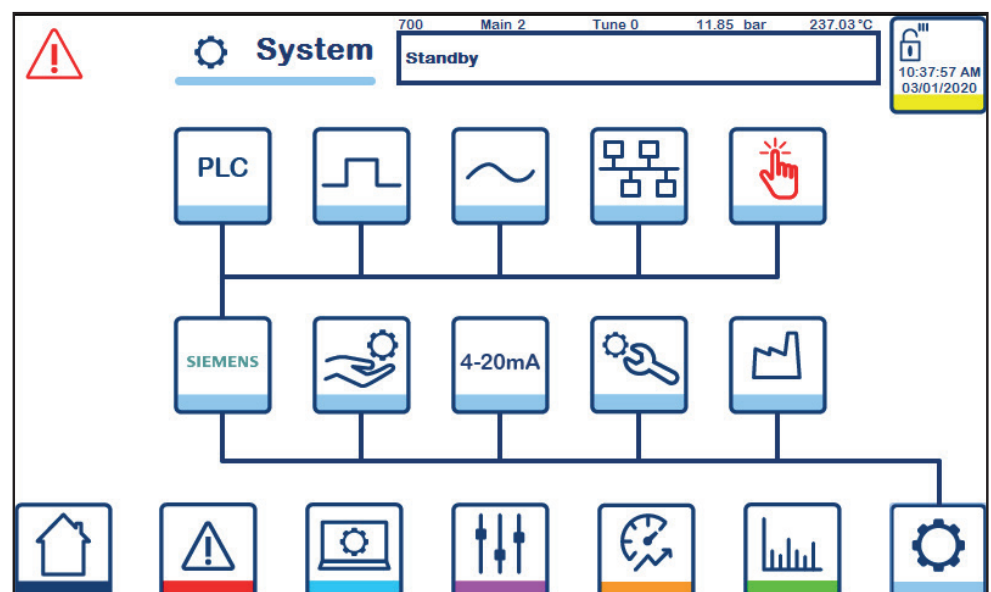 700 Main 2 Tune 0 11.85 bar 237.03°C
System
Standby
10:37:57 AM
03/01/2020
PLC
SIEMENS
4-20mA